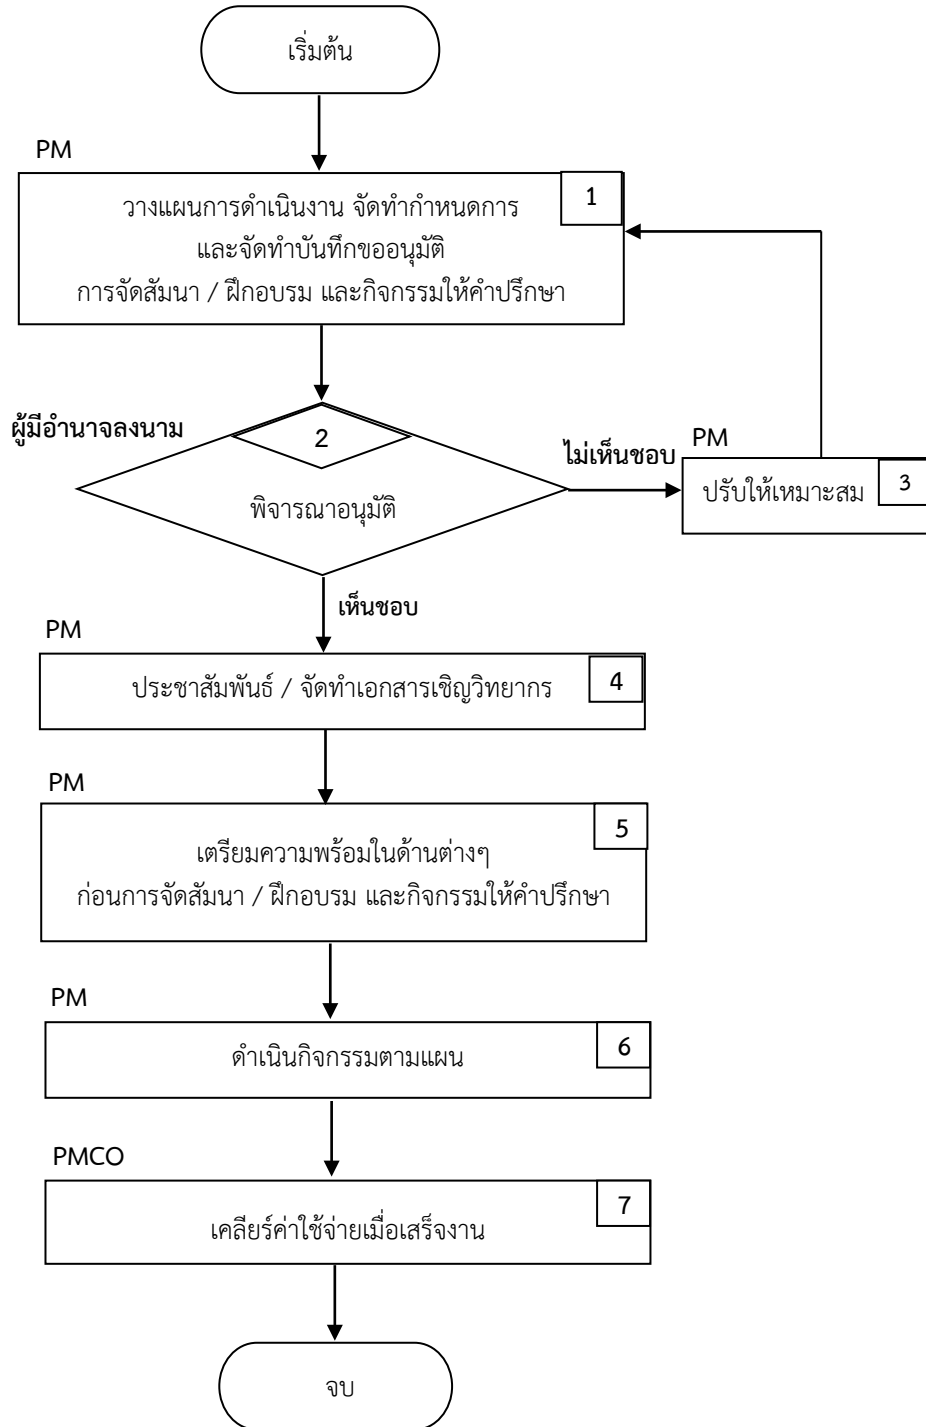 เริ่มต้น
PM
1
วางแผนการดำเนินงาน จัดทำกำหนดการ
และจัดทำบันทึกขออนุมัติ
การจัดสัมนา / ฝึกอบรม และกิจกรรมให้คำปรึกษา
ผู้มีอำนาจลงนาม
2
พิจารณาอนุมัติ
ไม่เห็นชอบ
PM
ปรับให้เหมาะสม
3
เห็นชอบ
PM
ประชาสัมพันธ์ / จัดทำเอกสารเชิญวิทยากร
4
PM
5
เตรียมความพร้อมในด้านต่างๆ
ก่อนการจัดสัมนา / ฝึกอบรม และกิจกรรมให้คำปรึกษา
PM
ดำเนินกิจกรรมตามแผน
6
PMCO
7
เคลียร์ค่าใช้จ่ายเมื่อเสร็จงาน
จบ